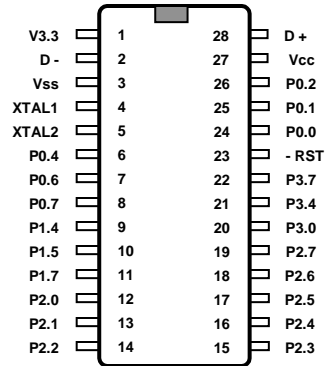 V3.3 1 28 D +
D - 2 27 Vcc
Vss 3 26 P0.2
XTAL1 4 25 P0.1
XTAL2 5 24 P0.0
P0.4 6 23 - RST
P0.6 7 22 P3.7
P0.7 8 21 P3.4
P1.4 9 20 P3.0
P1.5 10 19 P2.7
P1.7 11 18 P2.6
P2.0 12 17 P2.5
P2.1 13 16 P2.4
P2.2 14 15 P2.3